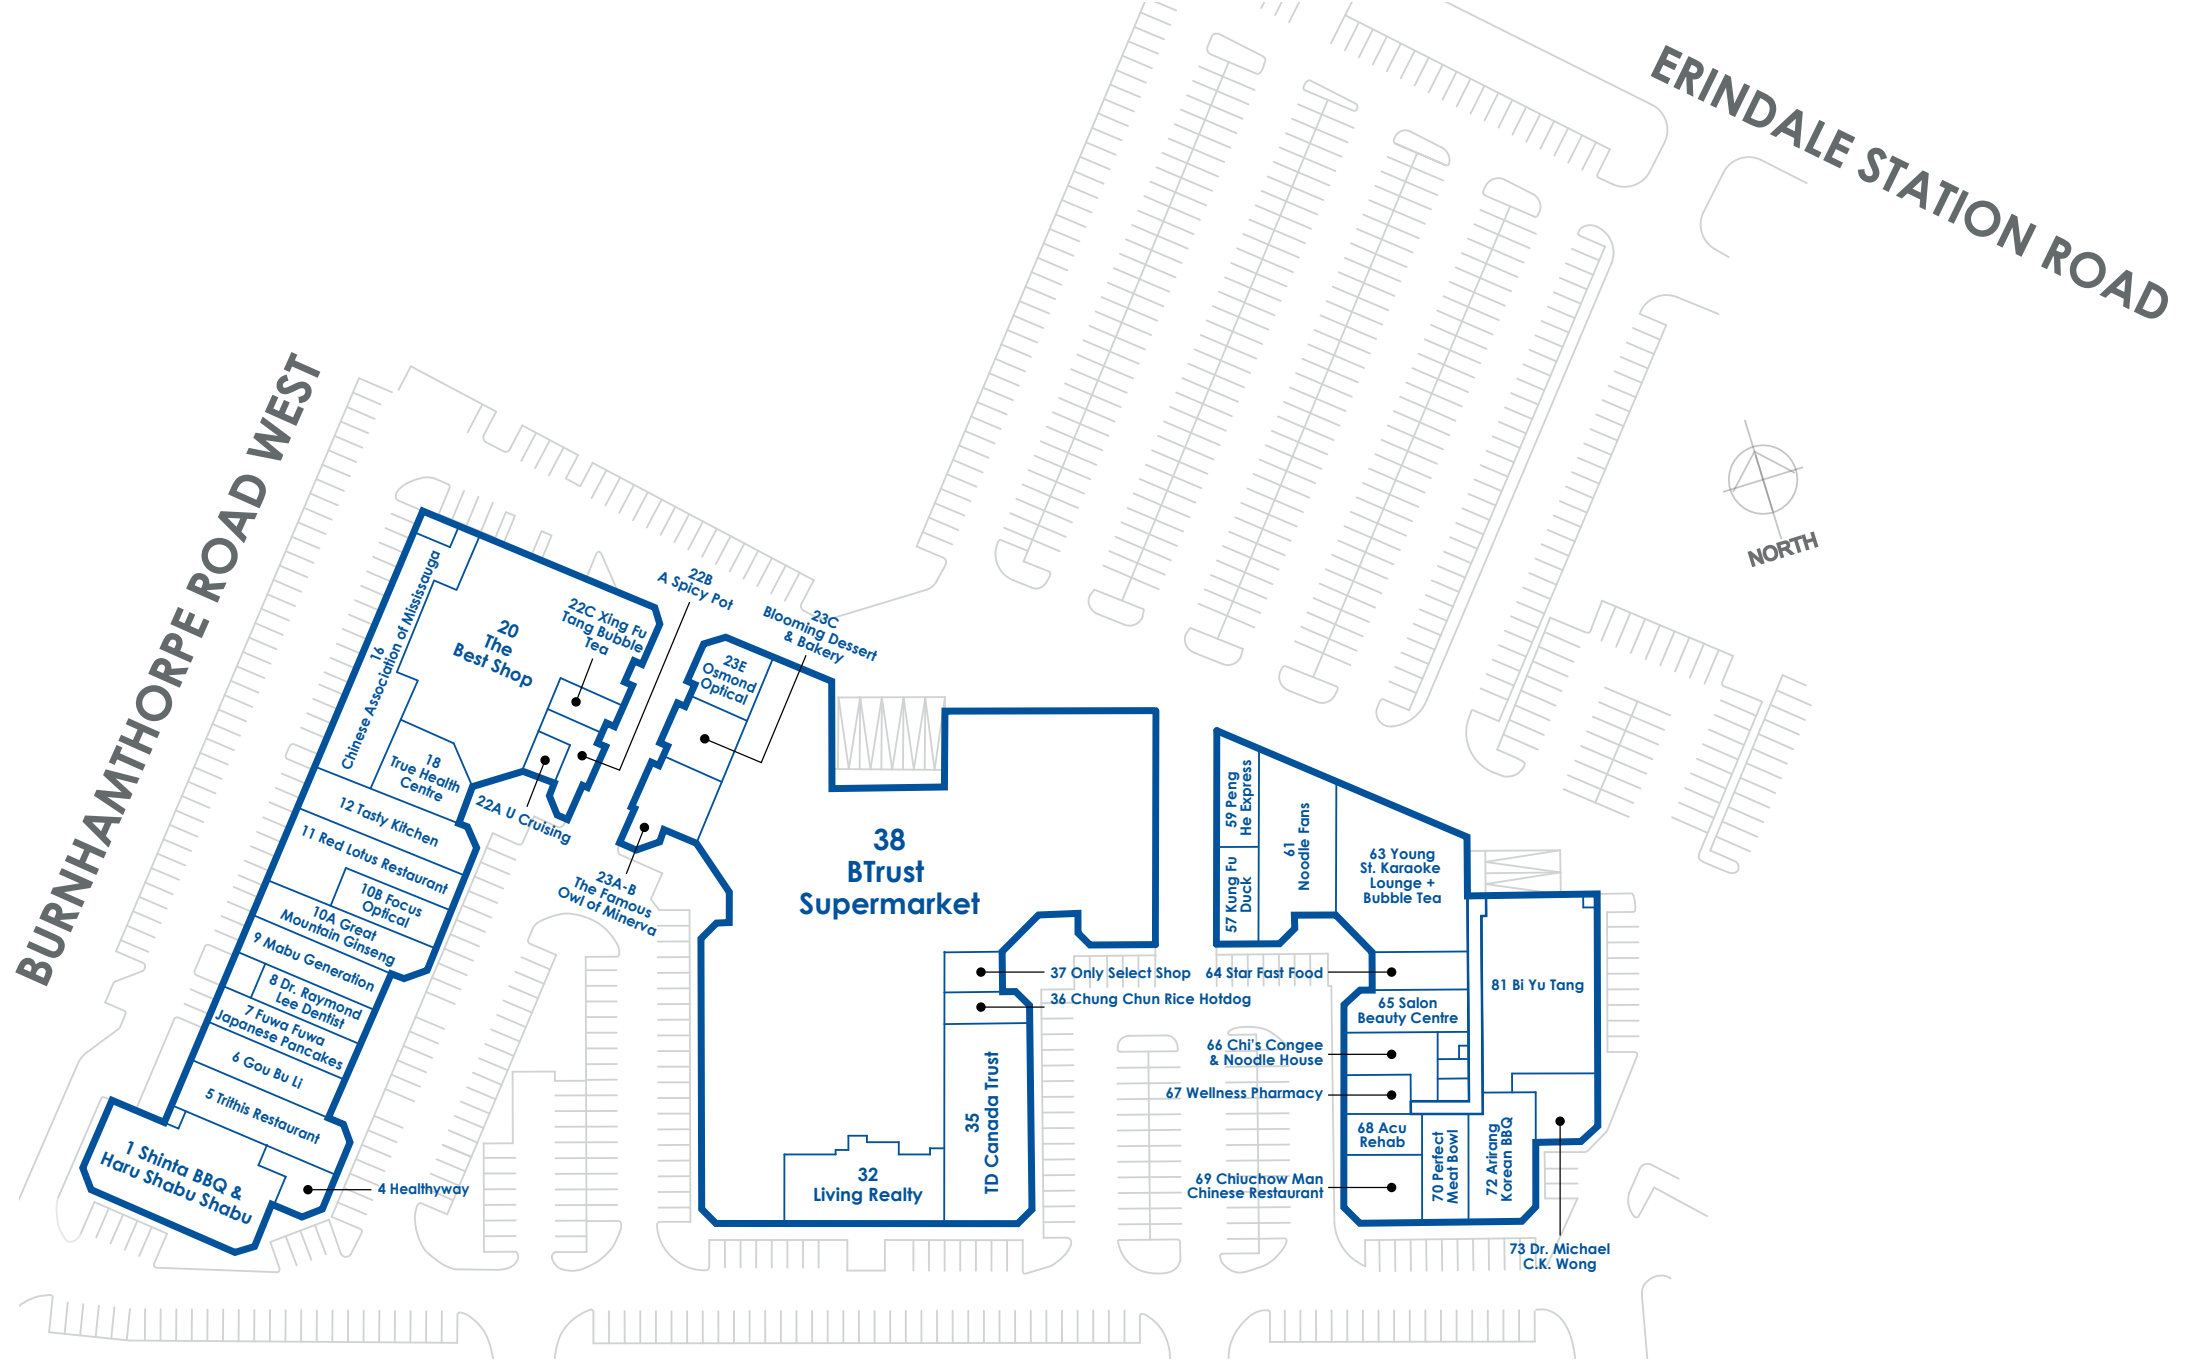 ERINDALE STATION ROAD
BURNHAMTHORPE ROAD WEST
NORTH
16
Chinese Association of Mississauga
20
The
Best Shop
22C Xing Fu
Tang Bubble
Tea
22B
A Spicy Pot
23C
Blooming Dessert
& Bakery
23E
Osmond
Optical
18
True Health
Centre
22A U Cruising
12 Tasty Kitchen
11 Red Lotus Restaurant
10B Focus
Optical
10A Great
Mountain Ginseng
9 Mabu Generation
8 Dr. Raymond
Lee Dentist
7 Fuwa Fuwa
Japanese Pancakes
6 Gou Bu Li
5 Trithis Restaurant
1 Shinta BBQ &
Haru Shabu Shabu
4 Healthyway
23A-B
The Famous
Owl of Minerva
38
BTrust
Supermarket
37 Only Select Shop
36 Chung Chun Rice Hotdog
35
TD Canada Trust
32
Living Realty
59 Peng
He Express
57 Kung Fu
Duck
61
Noodle Fans
63 Young
St. Karaoke
Lounge +
Bubble Tea
64 Star Fast Food
65 Salon
Beauty Centre
66 Chi's Congee
& Noodle House
67 Wellness Pharmacy
68 Acu
Rehab
69 Chiuchow Man
Chinese Restaurant
70 Perfect
Meat Bowl
72 Arirang
Korean BBQ
81 Bi Yu Tang
73 Dr. Michael
C.K. Wong